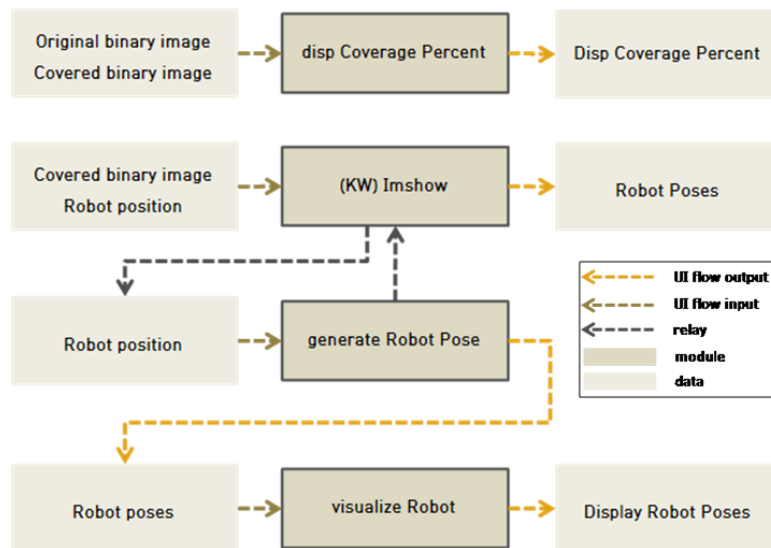 Original binary image
Covered binary image
disp Coverage Percent
Disp Coverage Percent
Covered binary image
Robot position
(KW) Imshow
Robot Poses
UI flow output
UI flow input
relay
module
data
Robot position
generate Robot Pose
Robot poses
visualize Robot
Display Robot Poses